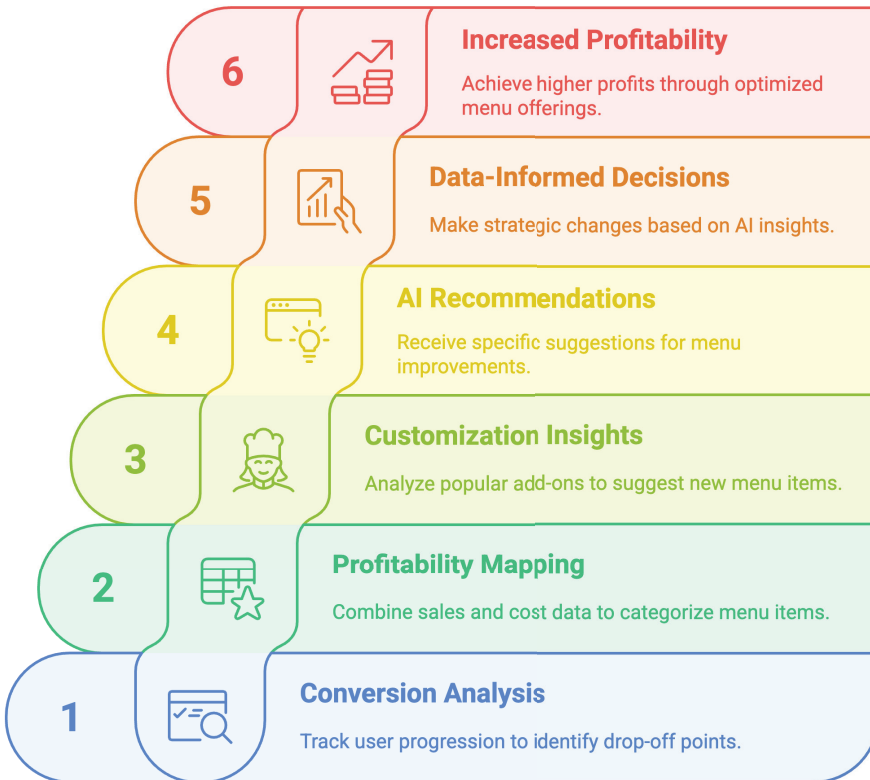 6
Increased Profitability
Achieve higher profits through optimized
menu offerings.
5
Data-Informed Decisions
Make strategic changes based on AI insights.
4
AI Recommendations
Receive specific suggestions for menu
improvements.
3
Customization Insights
Analyze popular add-ons to suggest new menu items.
2
Profitability Mapping
Combine sales and cost data to categorize menu items.
1
Conversion Analysis
Track user progression to identify drop-off points.